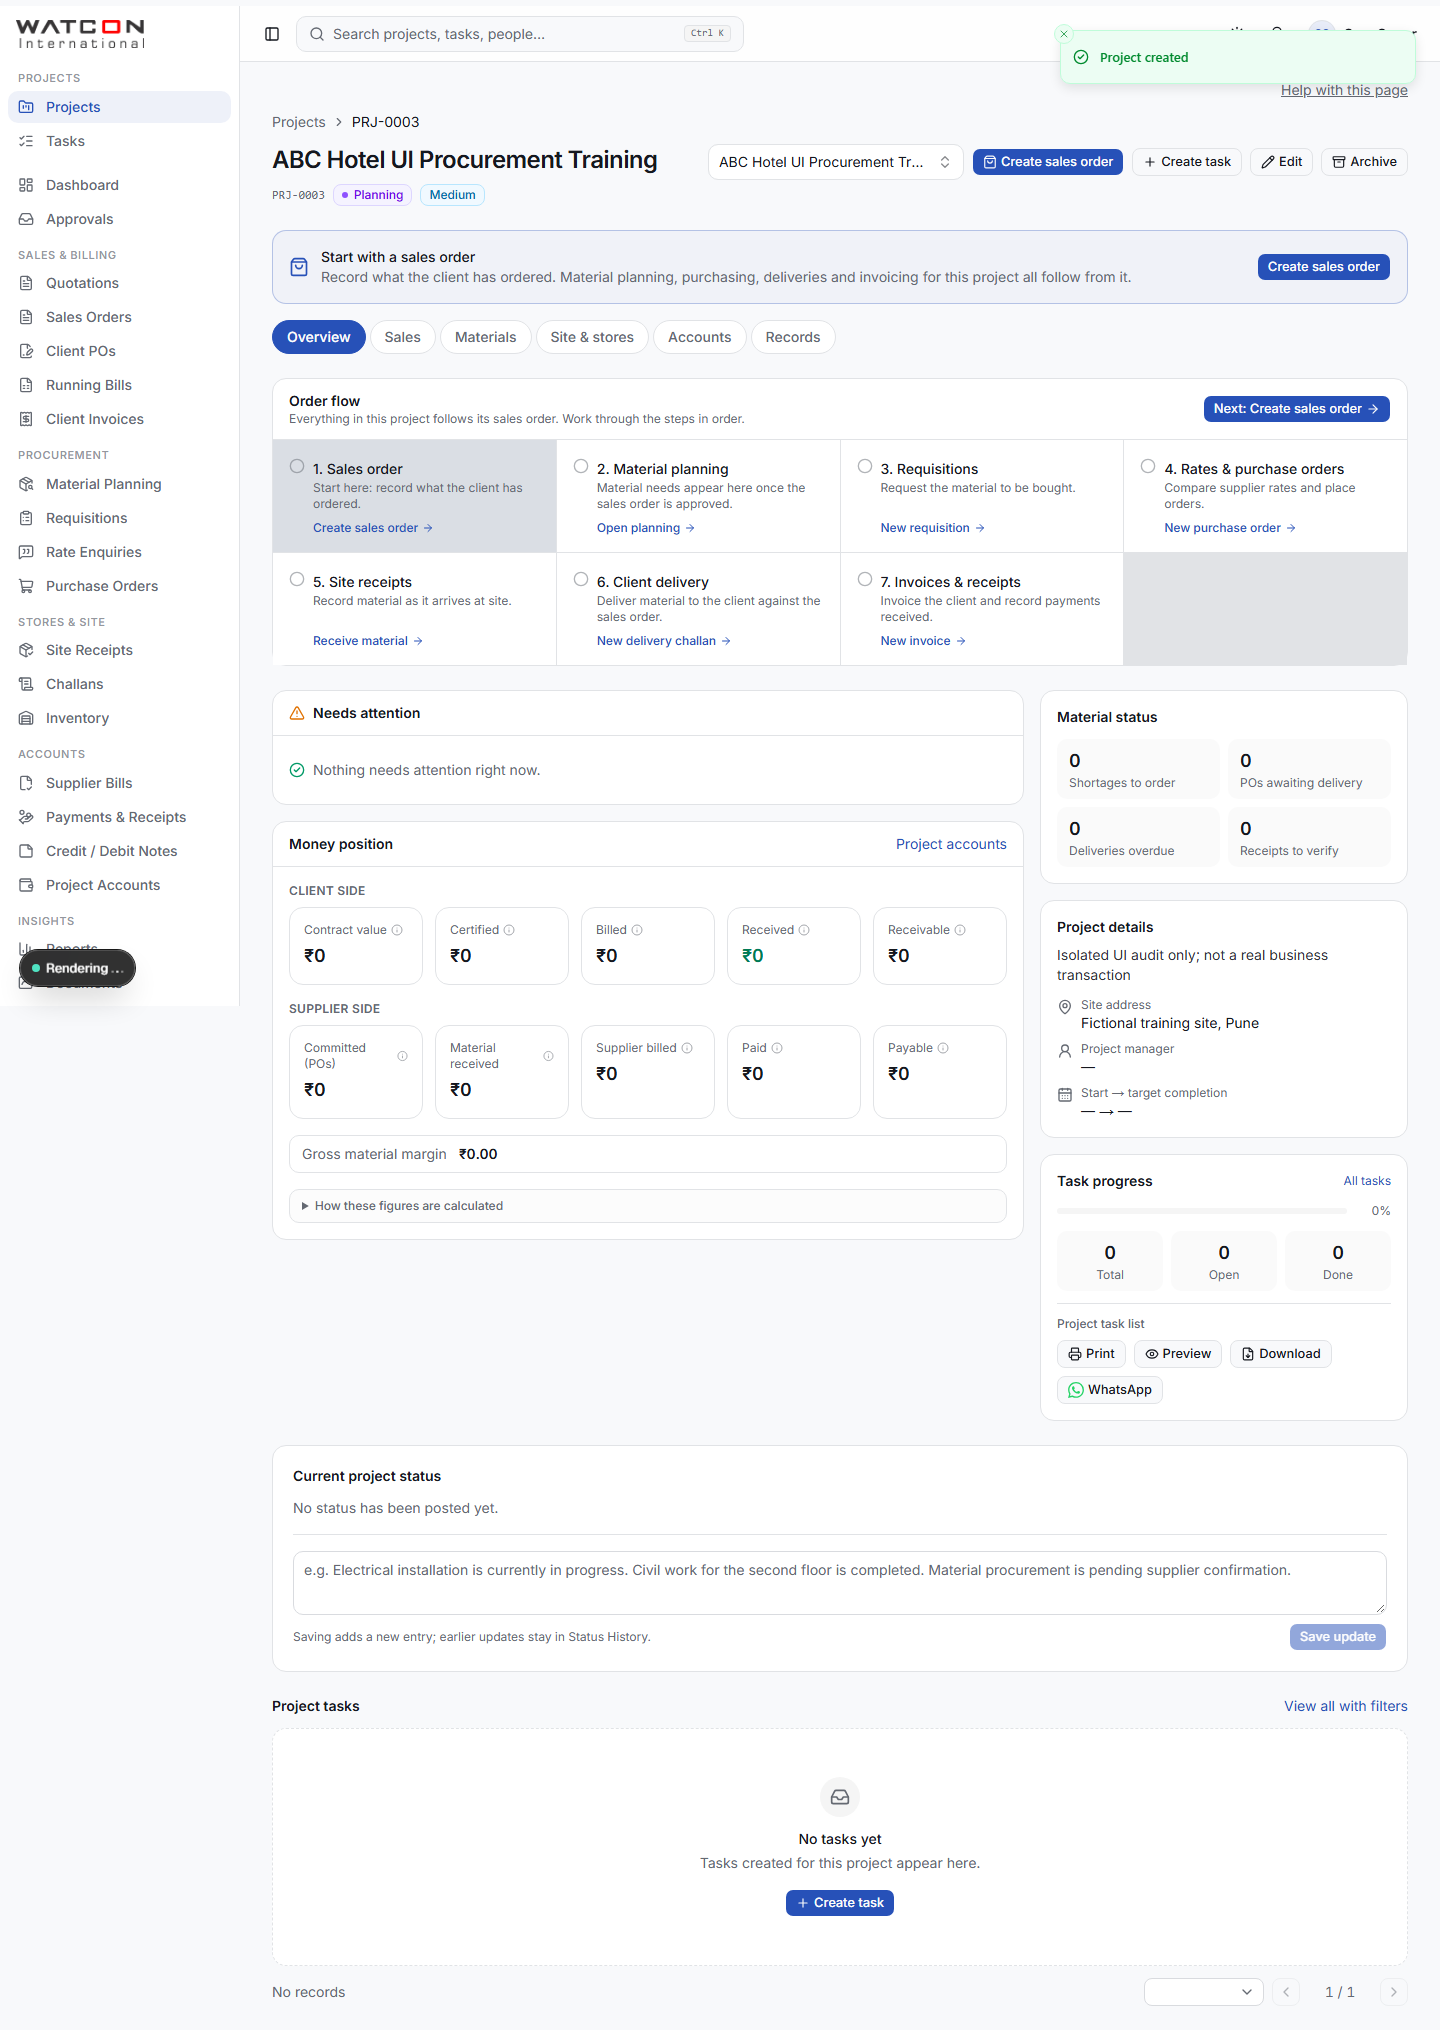 WATCON
International
PROJECTS
Projects
Tasks
Dashboard
Approvals
SALES & BILLING
Quotations
Sales Orders
Client POs
Running Bills
Client Invoices
PROCUREMENT
Material Planning
Requisitions
Rate Enquiries
Purchase Orders
STORES & SITE
Site Receipts
Challans
Inventory
ACCOUNTS
Supplier Bills
Payments & Receipts
Credit / Debit Notes
Project Accounts
INSIGHTS
Reports
Rendering ...
Search projects, tasks, people...
Ctrl K
Project created
Help with this page
Projects > PRJ-0003
ABC Hotel UI Procurement Training
ABC Hotel UI Procurement Tr...
Create sales order
Create task
Edit
Archive
PRJ-0003
Planning
Medium
Start with a sales order
Record what the client has ordered. Material planning, purchasing, deliveries and invoicing for this project all follow from it.
Create sales order
Overview
Sales
Materials
Site & stores
Accounts
Records
Order flow
Everything in this project follows its sales order. Work through the steps in order.
Next: Create sales order →
1. Sales order
Start here: record what the client has
ordered.
Create sales order →
2. Material planning
Material needs appear here once the
sales order is approved.
Open planning →
3. Requisitions
Request the material to be bought.
New requisition →
4. Rates & purchase orders
Compare supplier rates and place
orders.
New purchase order →
5. Site receipts
Record material as it arrives at site.
Receive material →
6. Client delivery
Deliver material to the client against the
sales order.
New delivery challan →
7. Invoices & receipts
Invoice the client and record payments
received.
New invoice →
Needs attention
Nothing needs attention right now.
Money position
Project accounts
CLIENT SIDE
Contract value
₹0
Certified
₹0
Billed
₹0
Received
₹0
Receivable
₹0
SUPPLIER SIDE
Committed
(POs)
₹0
Material
received
₹0
Supplier billed
₹0
Paid
₹0
Payable
₹0
Gross material margin ₹0.00
How these figures are calculated
Material status
0
Shortages to order
0
POs awaiting delivery
0
Deliveries overdue
0
Receipts to verify
Project details
Isolated UI audit only; not a real business
transaction
Site address
Fictional training site, Pune
Project manager
—
Start → target completion
— → —
Task progress
All tasks
0%
0
Total
0
Open
0
Done
Project task list
Print
Preview
Download
WhatsApp
Current project status
No status has been posted yet.
e.g. Electrical installation is currently in progress. Civil work for the second floor is completed. Material procurement is pending supplier confirmation.
Saving adds a new entry; earlier updates stay in Status History.
Save update
Project tasks
View all with filters
No tasks yet
Tasks created for this project appear here.
Create task
No records
1 / 1